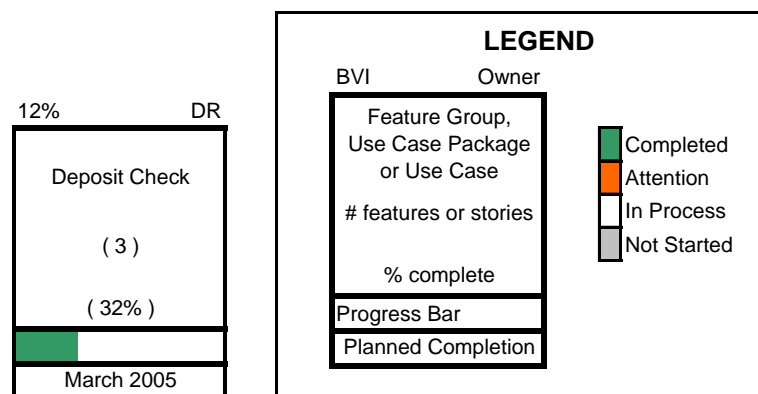 12% DR
Deposit Check
( 3 )
( 32% )
March 2005
LEGEND
BVI Owner
Feature Group,
Use Case Package
or Use Case
# features or stories
% complete
Progress Bar
Planned Completion
Completed
Attention
In Process
Not Started